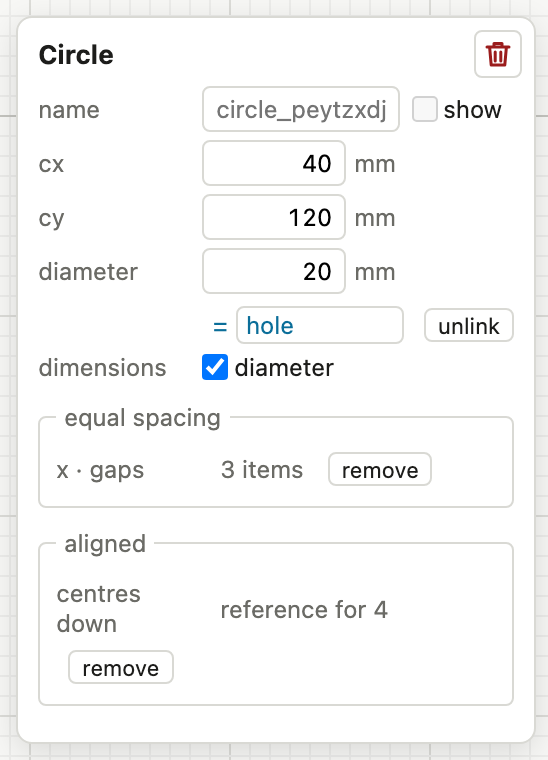 Circle
name circle_peytzxdj show
cx 40 mm
cy 120 mm
diameter 20 mm
= hole unlink
dimensions diameter
equal spacing
x · gaps 3 items remove
aligned
centres
down
reference for 4
remove